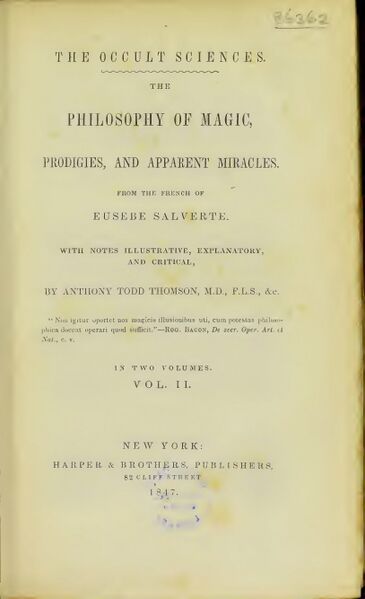 86362
THE OCCULT SCIENCES.
THE
PHILOSOPHY OF MAGIC,
PRODIGIES, AND APPARENT MIRACLES.
FROM THE FRENCH OF
EUSEBE SALVERTE.
WITH NOTES ILLUSTRATIVE, EXPLANATORY,
AND CRITICAL,
BY ANTHONY TODD THOMSON, M.D., F.L.S., &c.
"Non igitur oportet nos magicis illusionibus uti, cum potestas philoso-
phica doceat operari quod sufficit."—ROG. BACON, De secr. Oper. Art. et
Nat., c. v.
IN TWO VOLUMES.
VOL. II.
NEW YORK:
HARPER & BROTHERS, PUBLISHERS,
82 CLIFF STREET
1847.